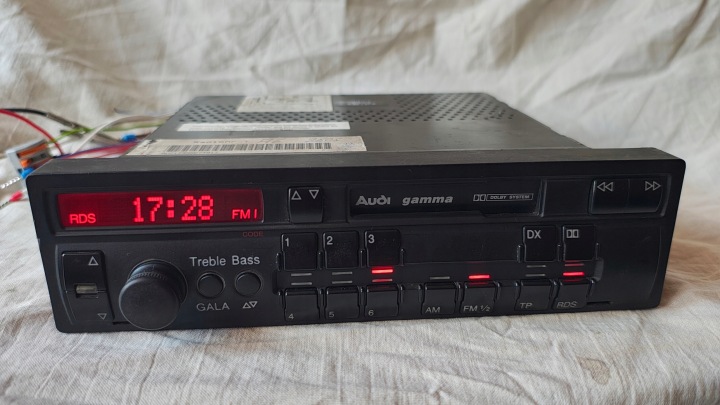 RDS 17:28 FM I
CODE
Audi gamma DOLBY SYSTEM
1 2 3 DX
Treble Bass
GALA
4 5 6 AM FM ½ TP RDS